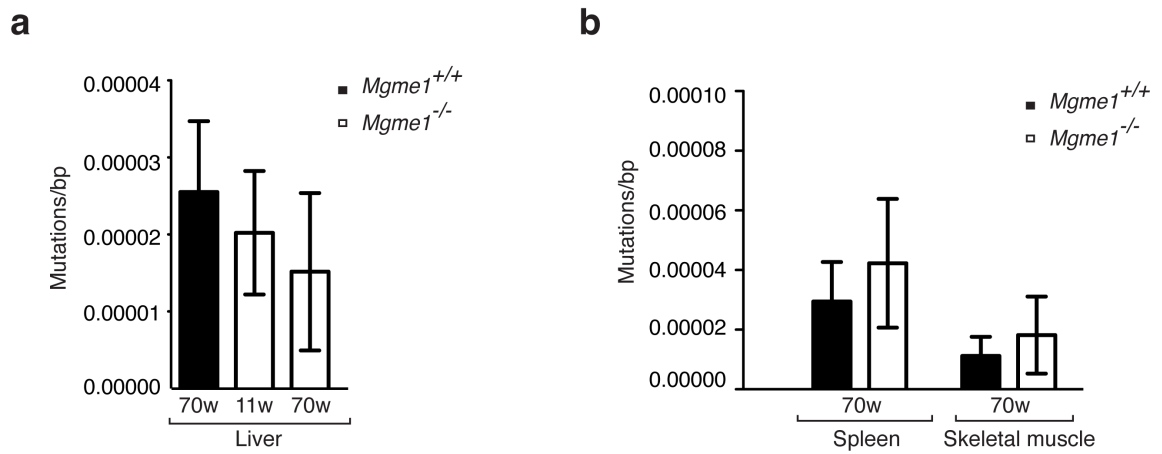 a
Mutations/bp
0.00004
0.00003
0.00002
0.00001
0.00000
Mgme1+/+
Mgme1-/-
70w 11w 70w
Liver
b
Mutations/bp
0.00010
0.00008
0.00006
0.00004
0.00002
0.00000
Mgme1+/+
Mgme1-/-
70w 70w
Spleen Skeletal muscle